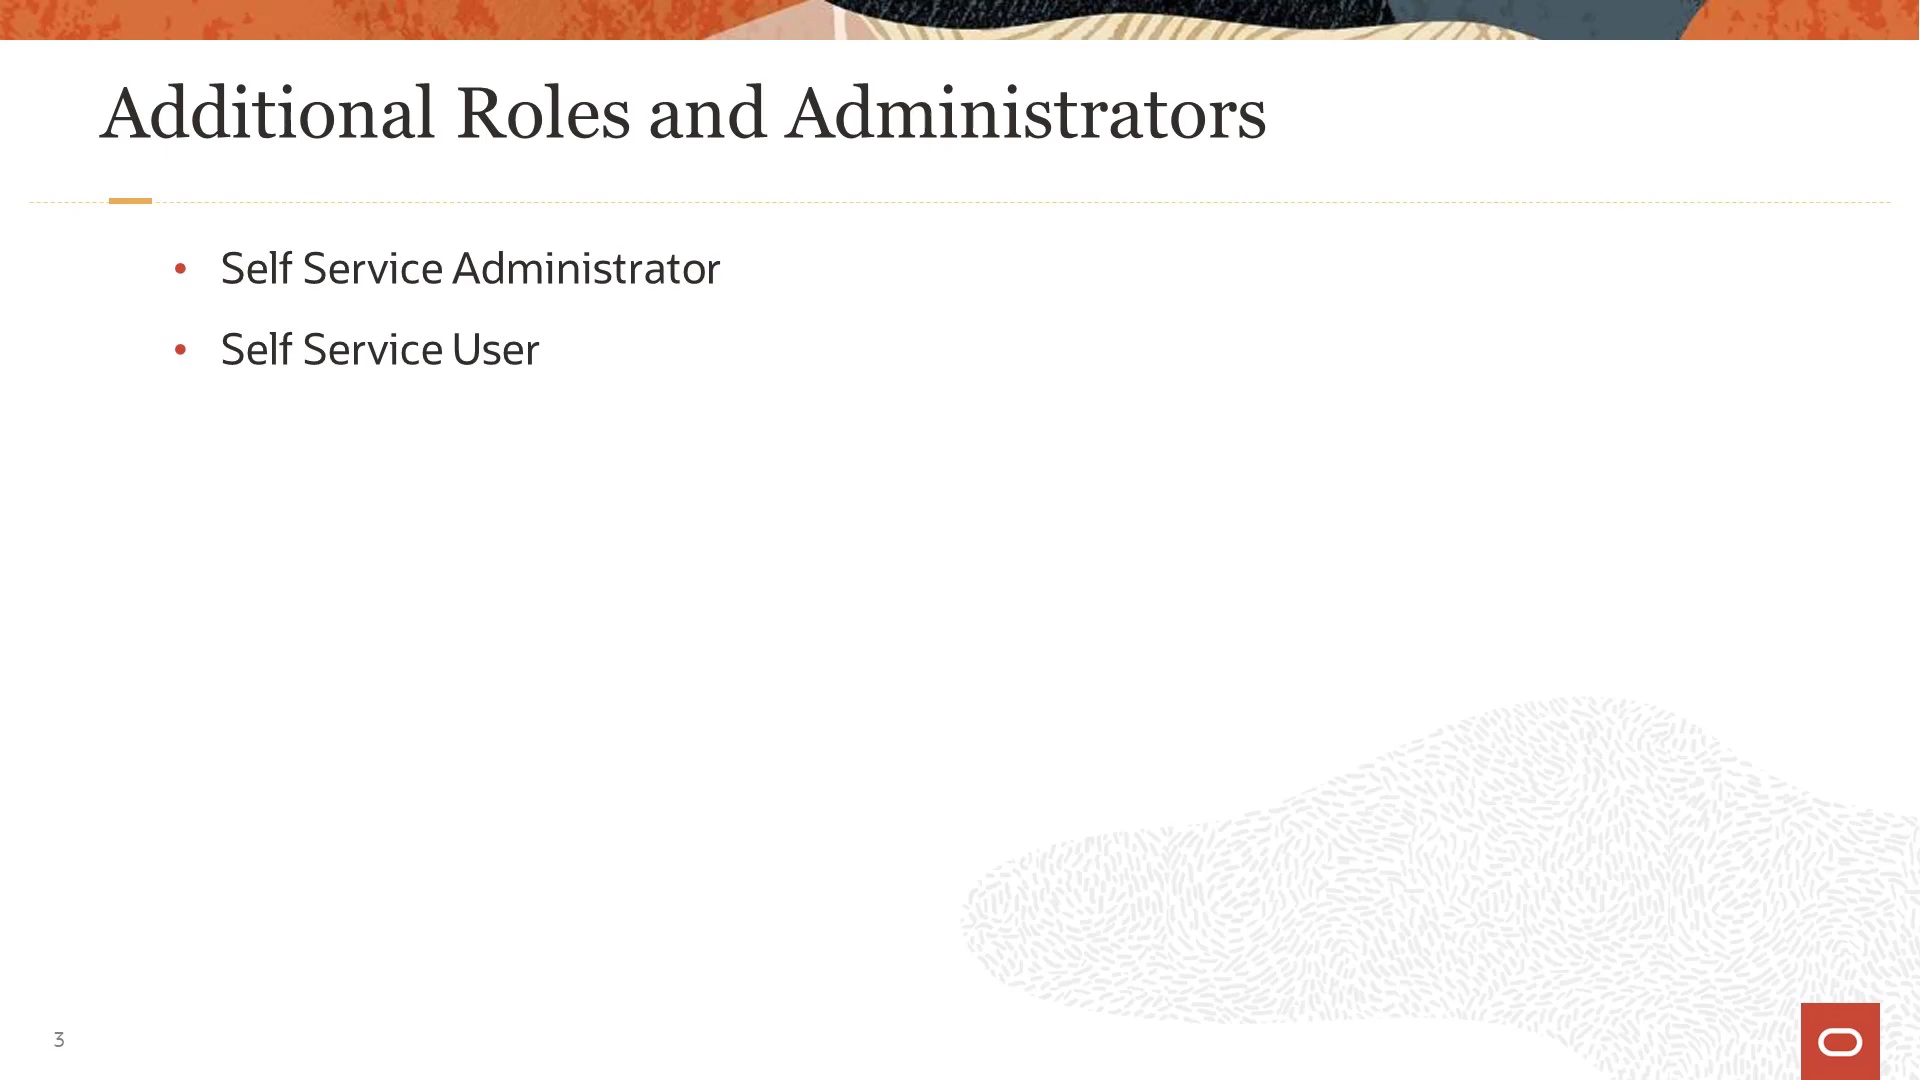 Additional Roles and Administrators
• Self Service Administrator
• Self Service User
3